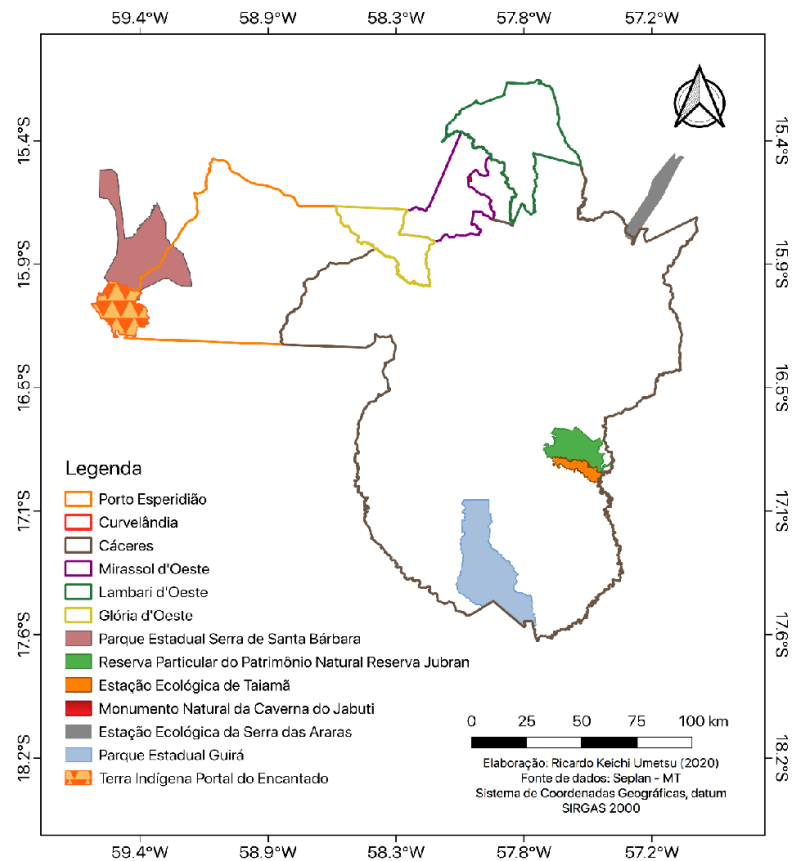 59.4°W 58.9°W 58.3°W 57.8°W 57.2°W
15.4°S 15.4°S
15.9°S 15.9°S
16.5°S 16.5°S
17.1°S 17.1°S
17.6°S 17.6°S
18.2°S 18.2°S
Legenda
Porto Esperidião
Curvelândia
Cáceres
Mirassol d'Oeste
Lambari d'Oeste
Glória d'Oeste
Parque Estadual Serra de Santa Bárbara
Reserva Particular do Patrimônio Natural Reserva Jubran
Estação Ecológica de Taiamã
Monumento Natural da Caverna do Jabuti
Estação Ecológica da Serra das Araras
Parque Estadual Guirá
Terra Indígena Portal do Encantado
0 25 50 75 100 km
Elaboração: Ricardo Keichi Umetsu (2020)
Fonte de dados: Seplan - MT
Sistema de Coordenadas Geográficas, datum
SIRGAS 2000
59.4°W 58.9°W 58.3°W 57.8°W 57.2°W